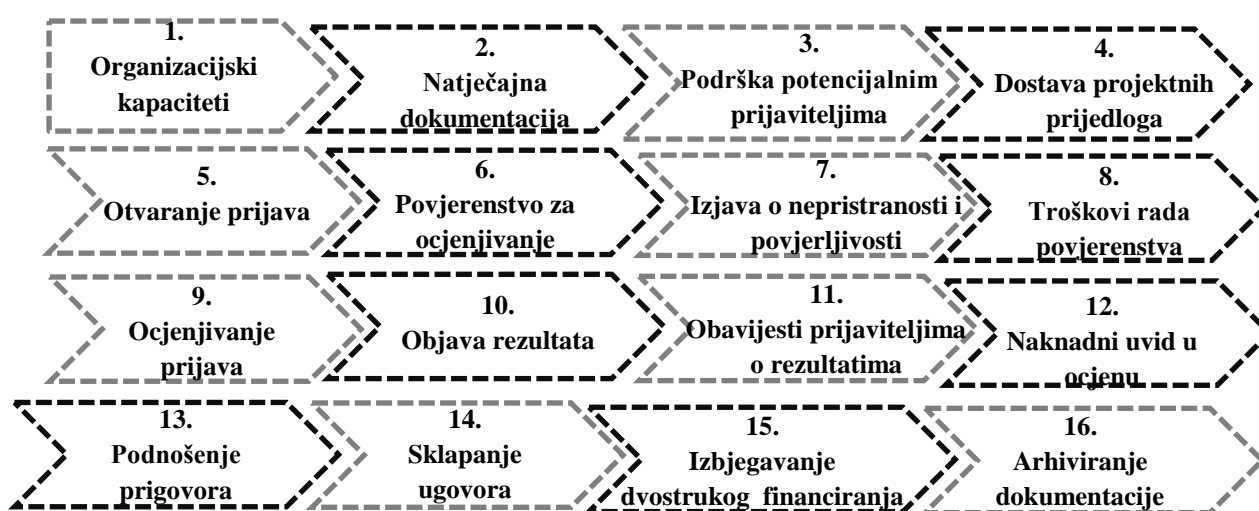 1.
Organizacijski
kapaciteti
2.
Natječajna
dokumentacija
3.
Podrška potencijalnim
prijaviteljima
4.
Dostava projektnih
prijedloga
5.
Otvaranje prijava
6.
Povjerenstvo za
ocjenjivanje
7.
Izjava o nepristranosti i
povjerljivosti
8.
Troškovi rada
povjerenstva
9.
Ocjenjivanje
prijava
10.
Objava rezultata
11.
Obavijesti prijaviteljima
o rezultatima
12.
Naknadni uvid u
ocjenu
13.
Podnošenje
prigovora
14.
Sklapanje
ugovora
15.
Izbjegavanje
dvostrukog financiranja
16.
Arhiviranje
dokumentacije